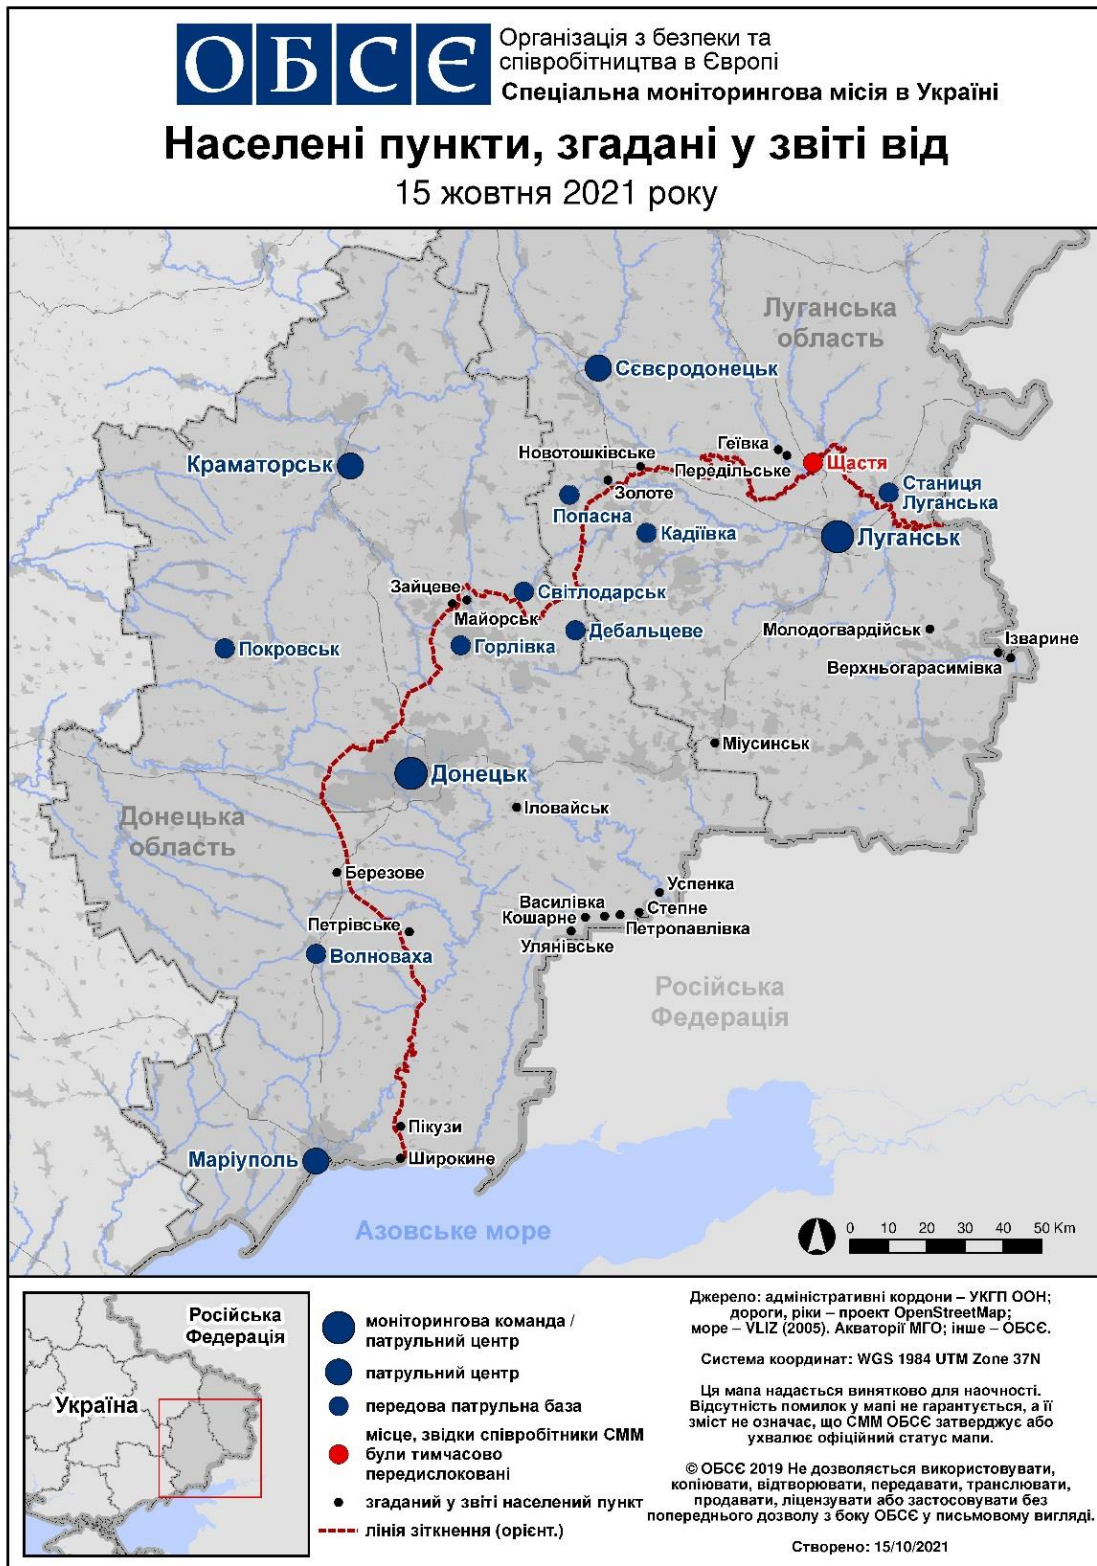 ОБСЄ
Організація з безпеки та
співробітництва в Європі
Спеціальна моніторингова місія в Україні
Населені пункти, згадані у звіті від
15 жовтня 2021 року
Луганська
область
Сєвєродонецьк
Геївка
Новотошківське
Передільське
Щастя
Краматорськ
Золоте
Станиця
Луганська
Попасна
Кадіївка
Луганськ
Зайцеве
Світлодарськ
Майорськ
Дебальцеве
Молодогвардійськ
Горлівка
Ізварине
Покровськ
Верхньогарасимівка
Міусинськ
Донецьк
Іловайськ
Донецька
область
Березове
Успенка
Василівка
Степне
Кошарне
Петропавлівка
Петрівське
Улянівське
Волноваха
Російська
Федерація
Пікузи
Маріуполь
Широкине
Азовське море
0 10 20 30 40 50 Km
Російська
Федерація
Україна
моніторингова команда /
патрульний центр
патрульний центр
передова патрульна база
місце, звідки співробітники СММ
були тимчасово
передислоковані
згаданий у звіті населений пункт
лінія зіткнення (орієнт.)
Джерело: адміністративні кордони – УКГП ООН;
дороги, ріки – проект OpenStreetMap;
море – VLIZ (2005). Акваторії МГО; інше – ОБСЄ.
Система координат: WGS 1984 UTM Zone 37N
Ця мапа надається винятково для наочності.
Відсутність помилок у мапі не гарантується, а її
зміст не означає, що СММ ОБСЄ затверджує або
ухвалює офіційний статус мапи.
© ОБСЄ 2019 Не дозволяється використовувати,
копіювати, відтворювати, передавати, транслювати,
продавати, ліцензувати або застосовувати без
попереднього дозволу з боку ОБСЄ у письмовому вигляді.
Створено: 15/10/2021